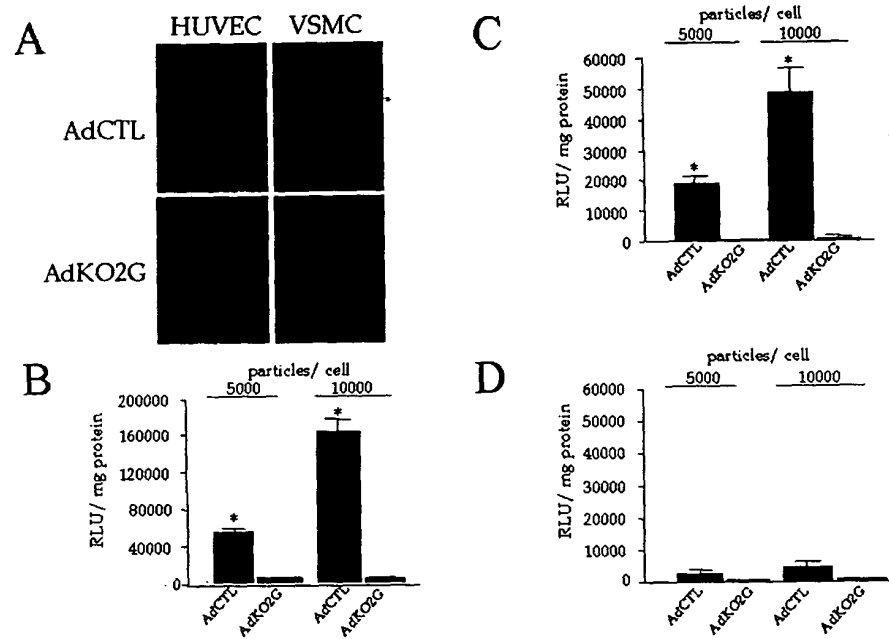 A
HUVEC VSMC
AdCTL
AdKO2G
B
particles/ cell
5000 10000
RLU/ mg protein
200000
160000
120000
80000
40000
0
*
*
AdCTL AdKO2G AdCTL AdKO2G
C
particles/ cell
5000 10000
RLU/ mg protein
60000
50000
40000
30000
20000
10000
0
*
*
AdCTL AdKO2G AdCTL AdKO2G
D
particles/ cell
5000 10000
RLU/ mg protein
60000
50000
40000
30000
20000
10000
0
AdCTL AdKO2G AdCTL AdKO2G